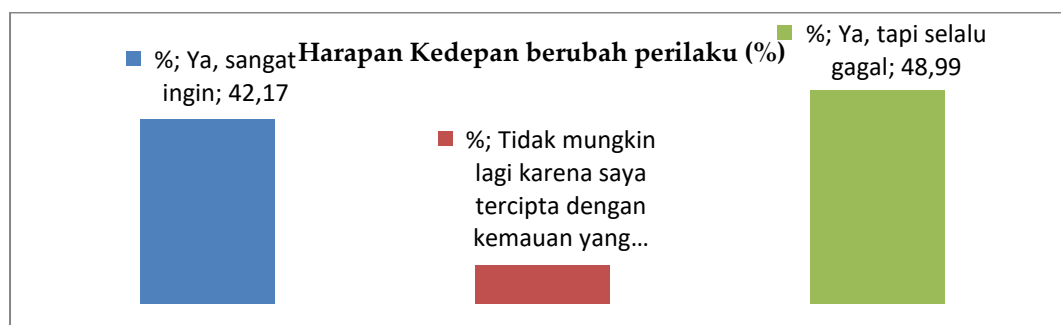 Harapan Kedepan berubah perilaku (%)
%; Ya, sangat
ingin; 42,17
%; Tidak mungkin
lagi karena saya
tercipta dengan
kemauan yang…
%; Ya, tapi selalu
gagal; 48,99